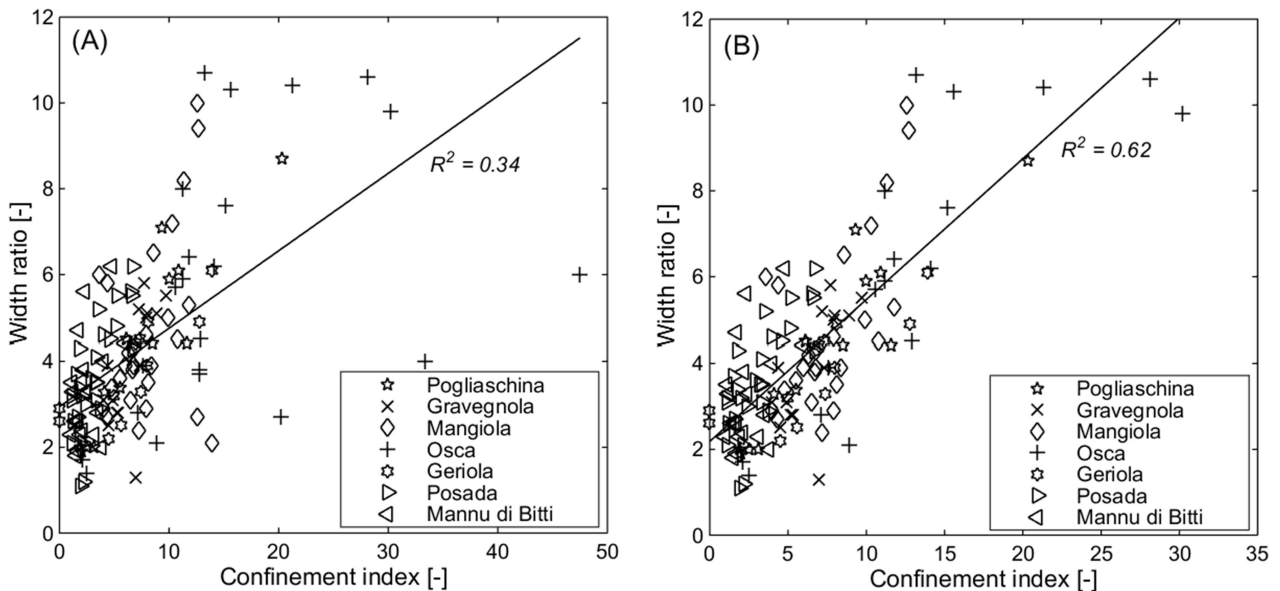 (A)
Width ratio [-]
12
10
8
6
4
2
0
R² = 0.34
Pogliaschina
Gravegnola
Mangiola
Osca
Geriola
Posada
Mannu di Bitti
0 10 20 30 40 50
Confinement index [-]
(B)
Width ratio [-]
12
10
8
6
4
2
0
R² = 0.62
Pogliaschina
Gravegnola
Mangiola
Osca
Geriola
Posada
Mannu di Bitti
0 5 10 15 20 25 30 35
Confinement index [-]